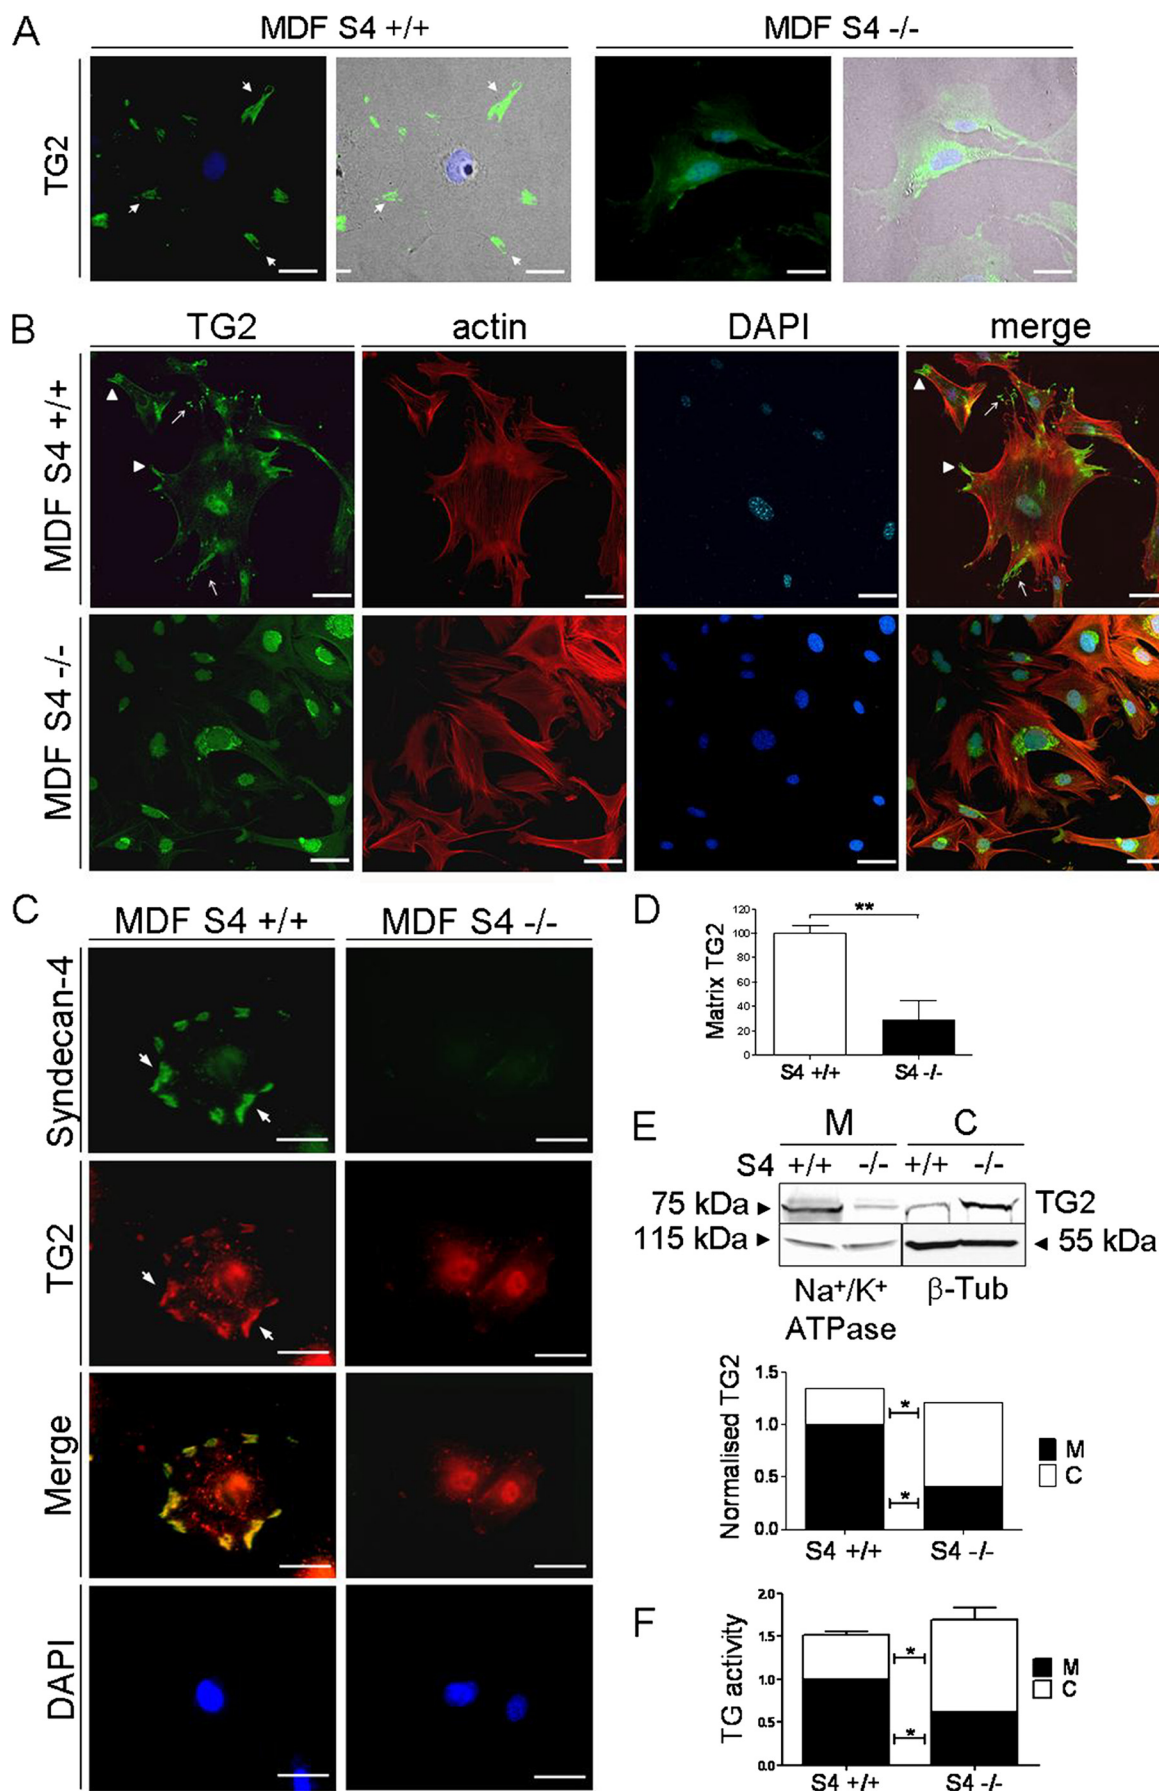 A
MDF S4 +/+
MDF S4 -/-
TG2
B
TG2
actin
DAPI
merge
MDF S4 +/+
MDF S4 -/-
C
MDF S4 +/+
MDF S4 -/-
Syndecan-4
TG2
Merge
DAPI
D
Matrix TG2
120
100
80
60
40
20
0
**
S4 +/+
S4 -/-
E
M
C
S4 +/+ -/- +/+ -/-
75 kDa
TG2
115 kDa
55 kDa
Na⁺/K⁺
ATPase
β-Tub
Normalised TG2
1.5
1.0
0.5
0.0
*
*
M
C
S4 +/+
S4 -/-
F
TG activity
2.0
1.5
1.0
0.5
0.0
*
*
M
C
S4 +/+
S4 -/-